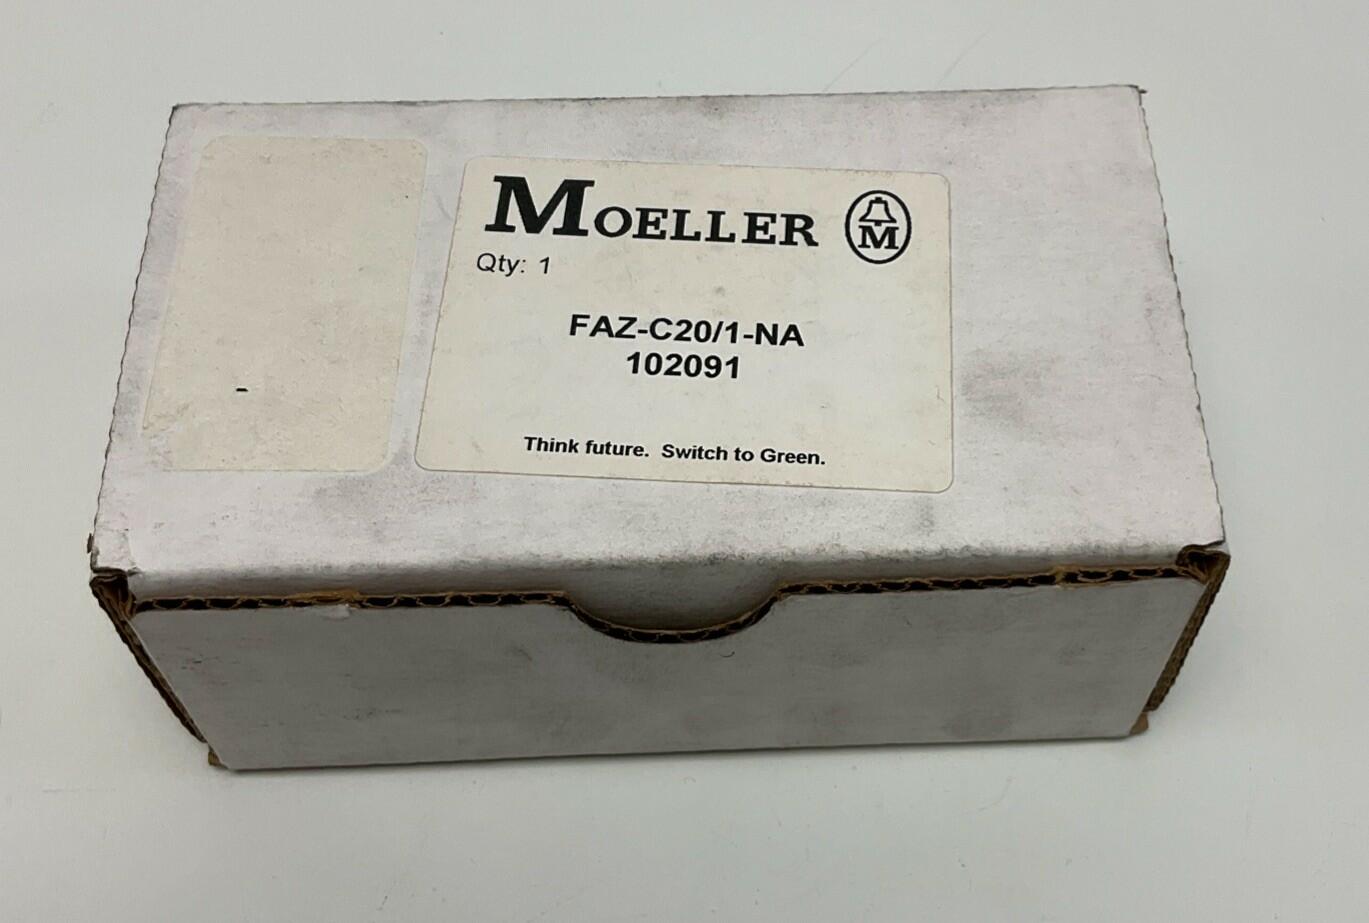 MOELLER
M
Qty: 1
FAZ-C20/1-NA
102091
Think future. Switch to Green.
-